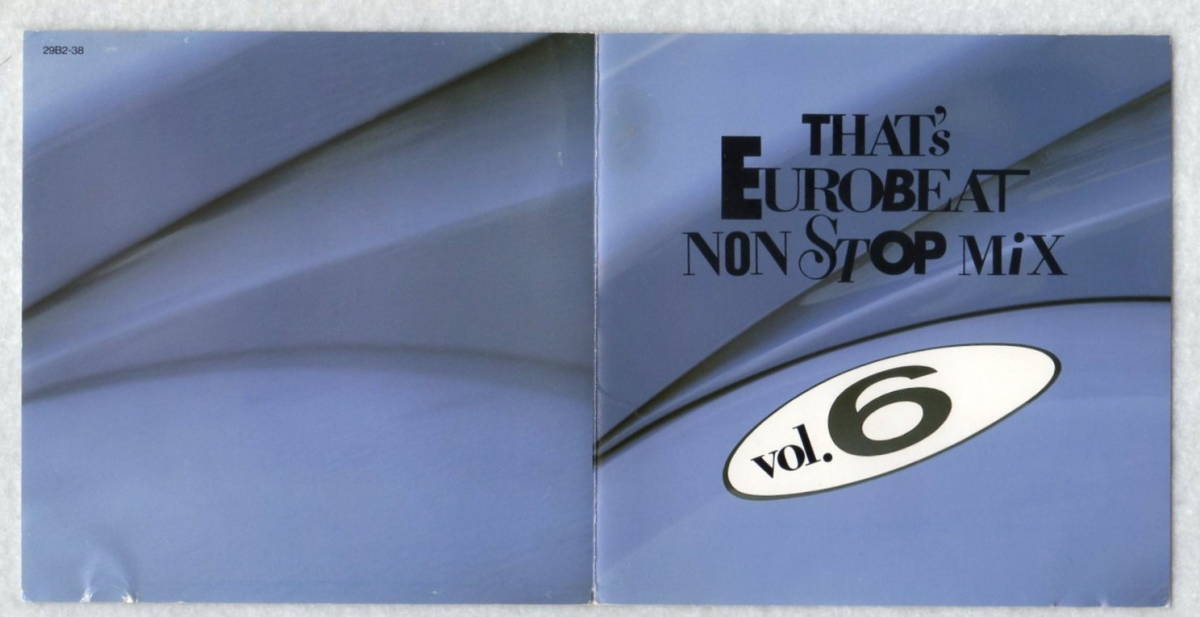 29B2-38
THAT's
EUROBEAT
NON STOP MiX
vol. 6